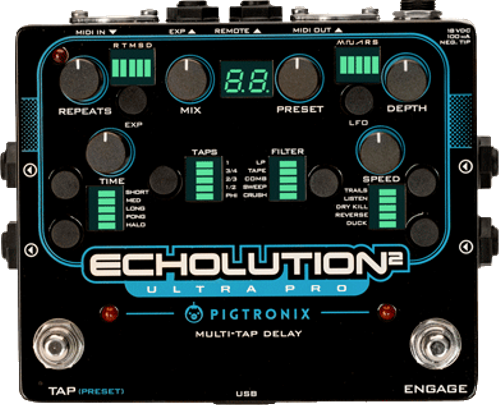 MIDI IN ▼ EXP ▲ REMOTE ▲ MIDI OUT ▲ 18 VDC
100 mA
NEG. TIP
R T M S D
REPEATS
MIX
8.8.
PRESET
DEPTH
EXP
LFO
TIME
TAPS
FILTER
SPEED
1
3/4
2/3
1/2
PHI
LP
TAPE
COMB
SWEEP
CRUSH
SHORT
MED
LONG
PONG
HALO
TRAILS
LISTEN
DRY KILL
REVERSE
DUCK
ECHOLUTION2
ULTRA PRO
PIGTRONIX
MULTI-TAP DELAY
TAP (PRESET)
USB
ENGAGE